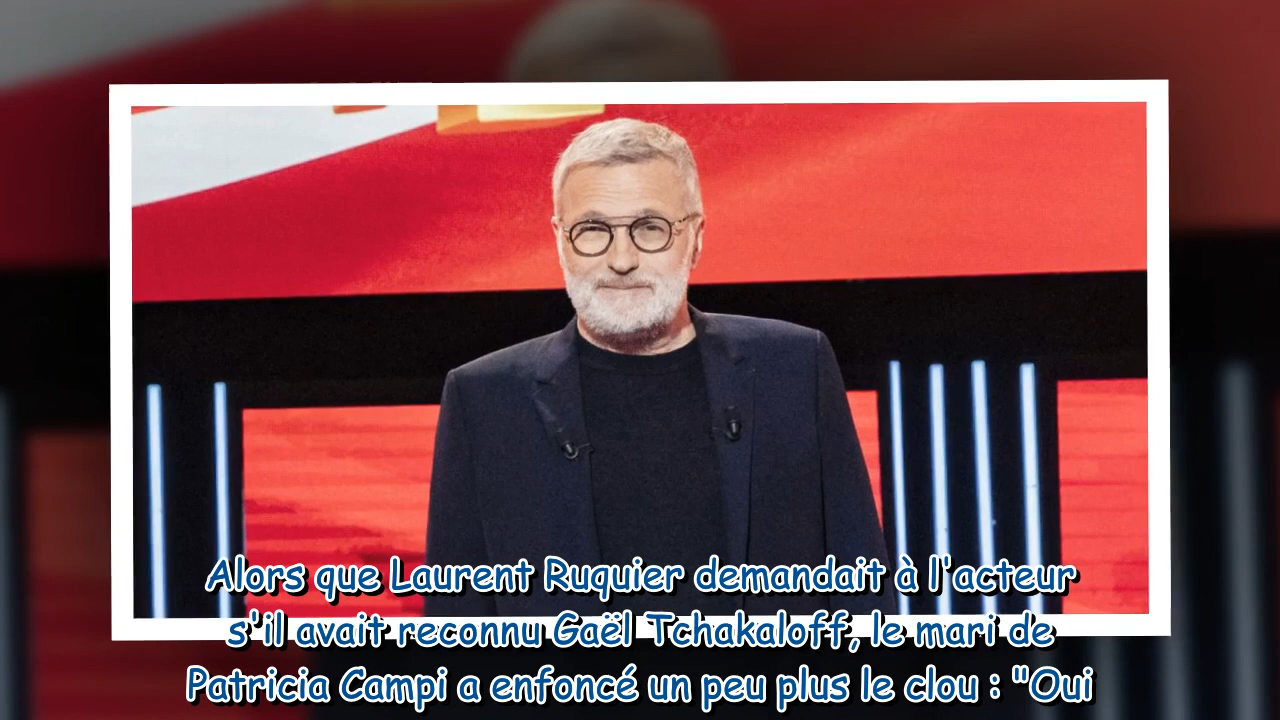 Alors que Laurent Ruquier demandait à l'acteur
s'il avait reconnu Gaël Tchakaloff, le mari de
Patricia Campi a enfoncé un peu plus le clou : "Oui